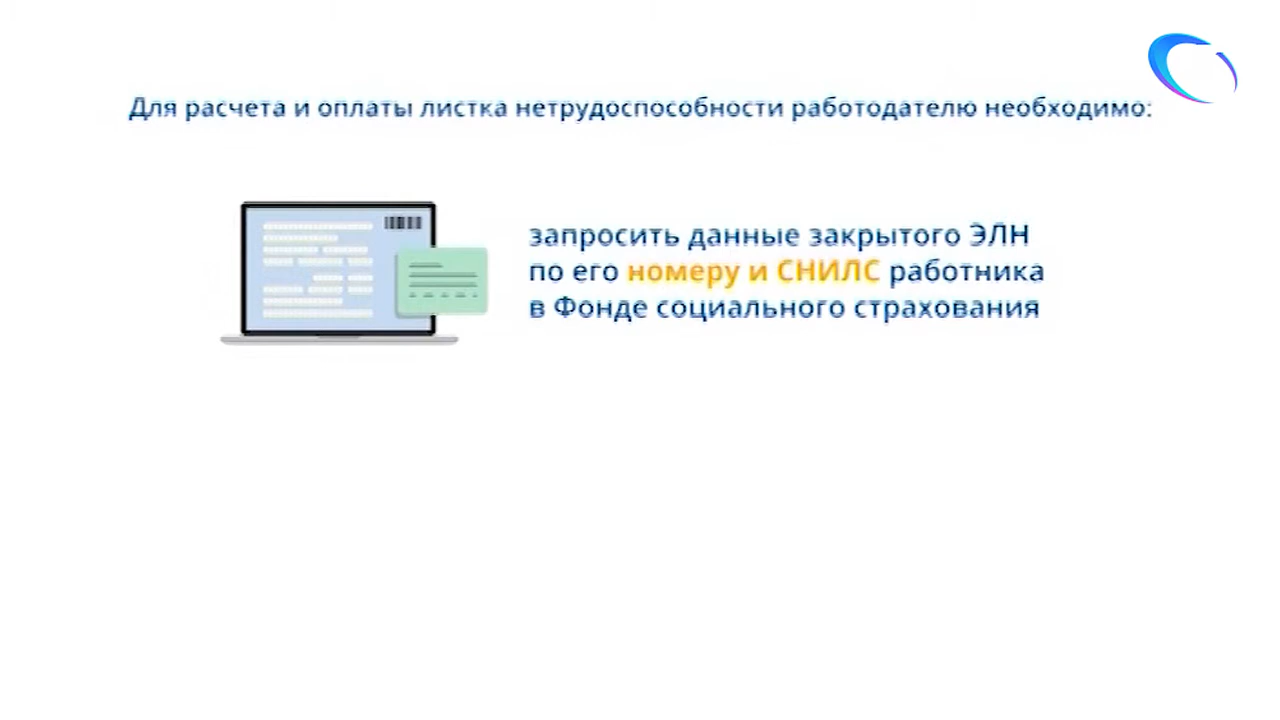 Для расчета и оплаты листка нетрудоспособности работодателю необходимо:
запросить данные закрытого ЭЛН
по его номеру и СНИЛС работника
в Фонде социального страхования